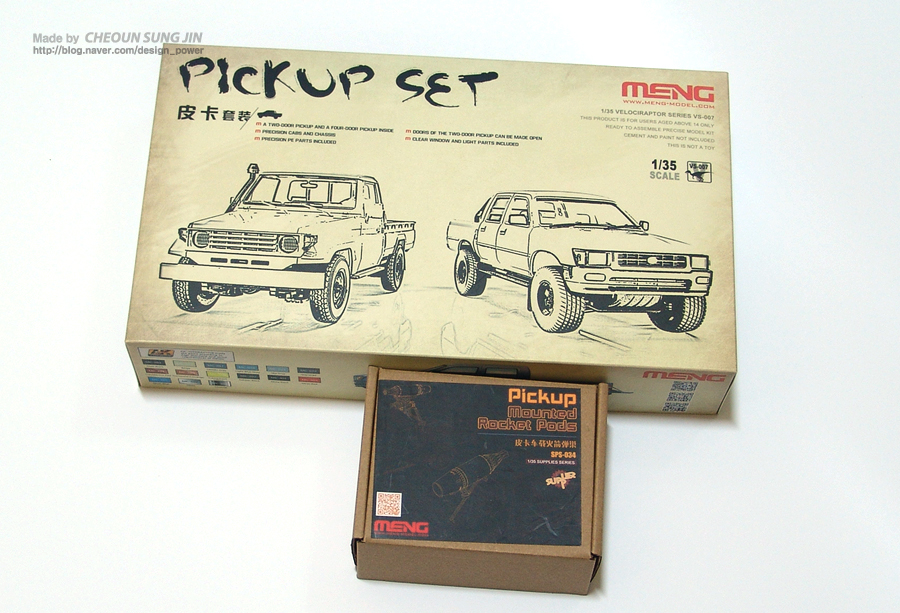 Made by CHEOUN SUNG JIN
http://blog.naver.com/design_power
PICKUP SET
皮卡套装/一
A TWO-DOOR PICKUP AND A FOUR-DOOR PICKUP INSIDE
PRECISION CABS AND CHASSIS
PRECISION PE PARTS INCLUDED
DOORS OF THE TWO-DOOR PICKUP CAN BE MADE OPEN
CLEAR WINDOW AND LIGHT PARTS INCLUDED
MENG
WWW.MENG-MODEL.COM
1/35 VELOCIRAPTOR SERIES VS-007
THIS PRODUCT IS FOR USERS AGED ABOVE 14 ONLY
READY TO ASSEMBLE PRECISE MODEL KIT
CEMENT AND PAINT NOT INCLUDED
THIS IS NOT A TOY
1/35
SCALE
VS-007
MENG
Pickup
Mounted
Rocket Pods
皮卡车载火箭弹巢
SPS-034
1/35 SUPPLIES SERIES
MENG